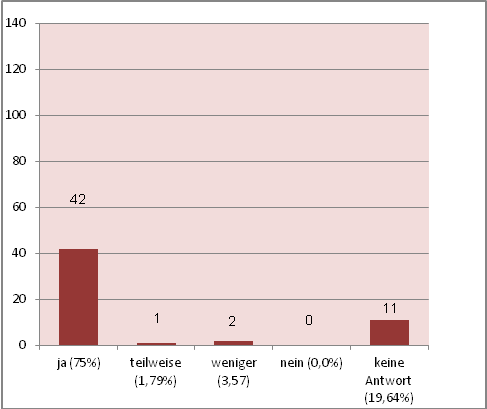 140
120
100
80
60
40
20
0
42
1
2
0
11
ja (75%)
teilweise
(1,79%)
weniger
(3,57)
nein (0,0%)
keine
Antwort
(19,64%)